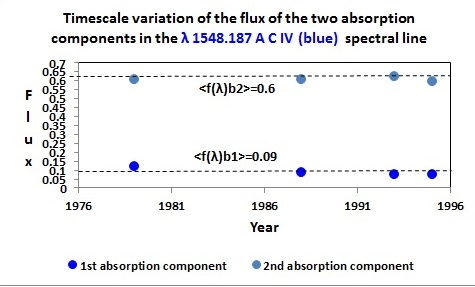 Timescale variation of the flux of the two absorption
components in the λ 1548.187 A C IV (blue) spectral line
Flux
0.7
0.65
0.6
0.55
0.5
0.45
0.4
0.35
0.3
0.25
0.2
0.15
0.1
0.05
0
<f(λ)b2>=0.6
<f(λ)b1>=0.09
1976 1981 1986 1991 1996
Year
1st absorption component 2nd absorption component